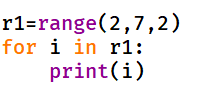 r1=range(2,7,2)
for i in r1:
    print(i)